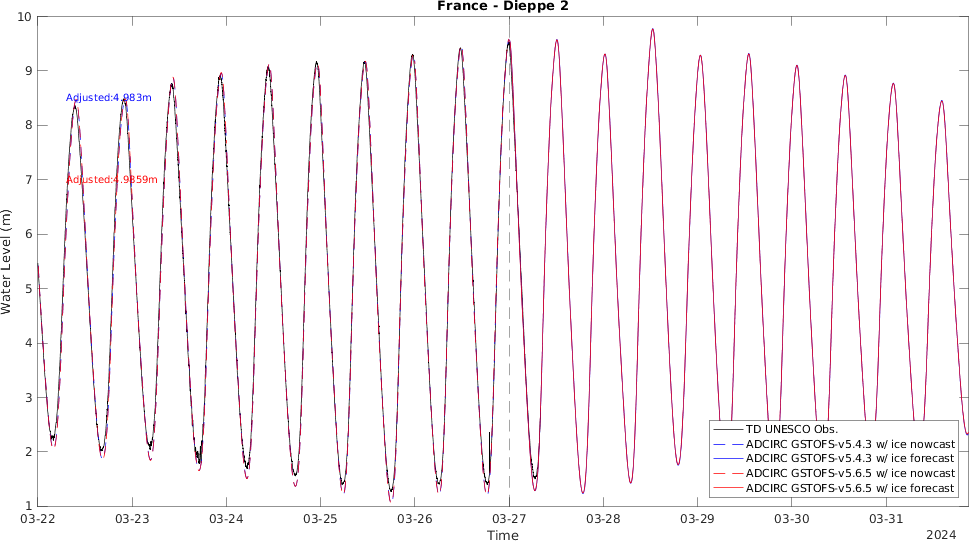 France - Dieppe 2
Water Level (m)
10
9
8
7
6
5
4
3
2
1
Adjusted:4.983m
Adjusted:4.9859m
TD UNESCO Obs.
ADCIRC GSTOFS-v5.4.3 w/ ice nowcast
ADCIRC GSTOFS-v5.4.3 w/ ice forecast
ADCIRC GSTOFS-v5.6.5 w/ ice nowcast
ADCIRC GSTOFS-v5.6.5 w/ ice forecast
03-22 03-23 03-24 03-25 03-26 03-27 03-28 03-29 03-30 03-31
Time
2024